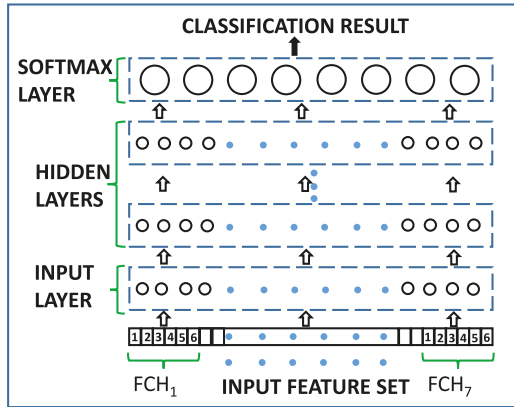 CLASSIFICATION RESULT
SOFTMAX
LAYER
HIDDEN
LAYERS
INPUT
LAYER
1 2 3 4 5 6 1 2 3 4 5 6
FCH₁ INPUT FEATURE SET FCH₇